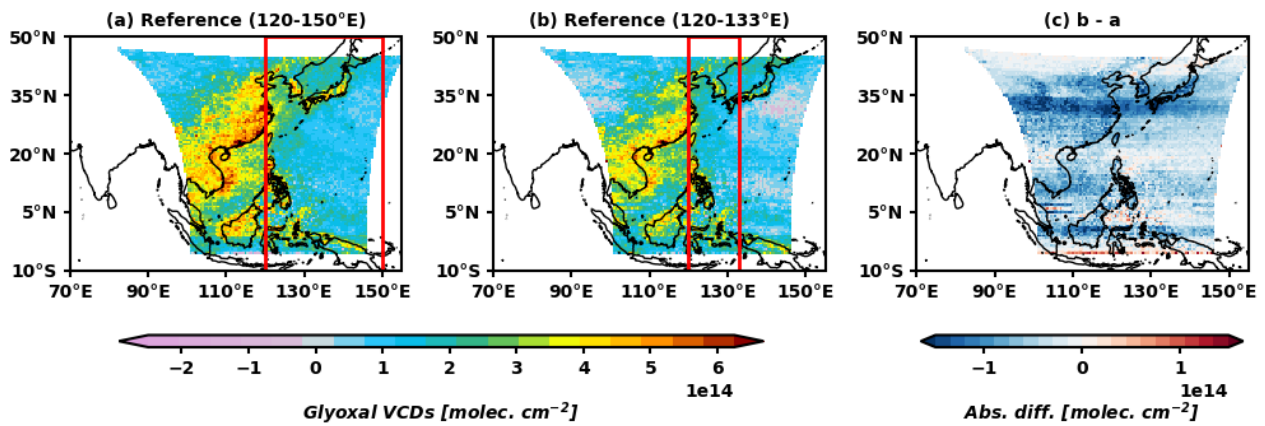 (a) Reference (120-150°E)
(b) Reference (120-133°E)
(c) b - a
50°N
35°N
20°N
5°N
10°S
70°E 90°E 110°E 130°E 150°E
50°N
35°N
20°N
5°N
10°S
70°E 90°E 110°E 130°E 150°E
50°N
35°N
20°N
5°N
10°S
70°E 90°E 110°E 130°E 150°E
−2 −1 0 1 2 3 4 5 6
1e14
Glyoxal VCDs [molec. cm⁻²]
−1 0 1
1e14
Abs. diff. [molec. cm⁻²]